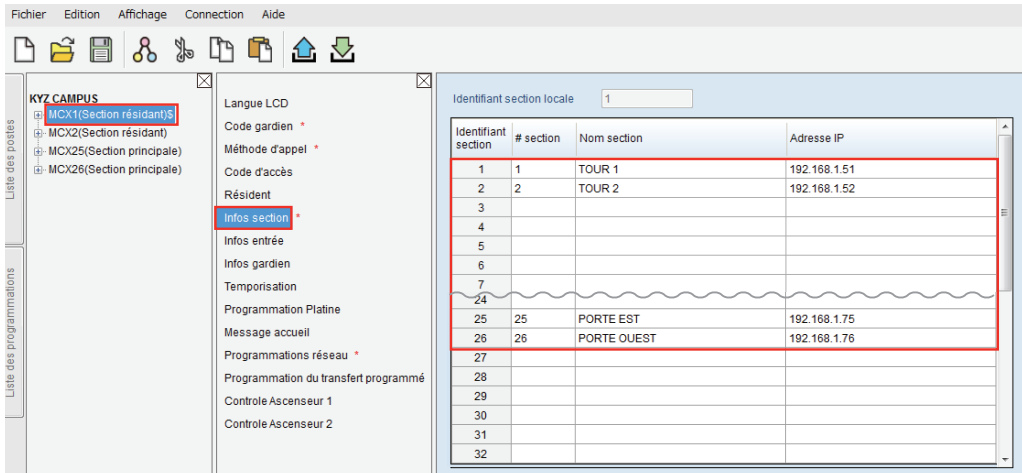 Fichier Edition Affichage Connection Aide
Liste des postes
Liste des programmations
KYZ CAMPUS
MCX1(Section résidant)$
MCX2(Section résidant)
MCX25(Section principale)
MCX26(Section principale)
Langue LCD
Code gardien *
Méthode d'appel *
Code d'accès
Résident
Infos section *
Infos entrée
Infos gardien
Temporisation
Programmation Platine
Message accueil
Programmations réseau *
Programmation du transfert programmé
Controle Ascenseur 1
Controle Ascenseur 2
Identifiant section locale 1
Identifiant section # section Nom section Adresse IP
1 1 TOUR 1 192.168.1.51
2 2 TOUR 2 192.168.1.52
3
4
5
6
7
24
25 25 PORTE EST 192.168.1.75
26 26 PORTE OUEST 192.168.1.76
27
28
29
30
31
32